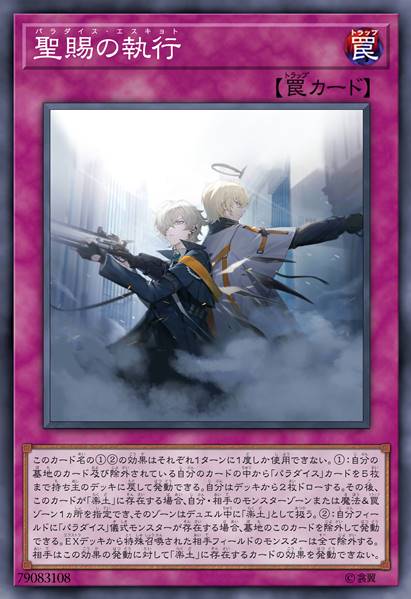 パラダイス・エスキョト
聖賜の執行
トラップ
罠
トラップ
【罠カード】
このカード名の①②の効果はそれぞれ1ターンに1度しか使用できない。①：自分の
墓地のカード及び除外されている自分のカードの中から「パラダイス」カードを5枚
まで持ち主のデッキに戻して発動できる。自分はデッキから2枚ドローする。その後、
このカードが「楽土」に存在する場合、自分・相手のモンスターゾーンまたは魔法&罠
ゾーン1ヵ所を指定でき、そのゾーンはデュエル中に「楽土」として扱う。②：自分フィー
ルドに「パラダイス」儀式モンスターが存在する場合、墓地のこのカードを除外して発動
できる。EXデッキから特殊召喚された相手フィールドのモンスターは全て除外する。
相手はこの効果の発動に対して「楽土」に存在するカードの効果を発動できない。
79083108